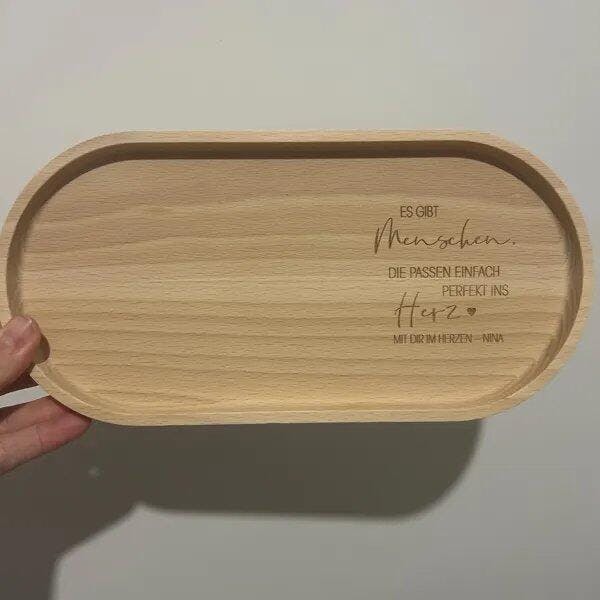 ES GIBT
Menschen,
DIE PASSEN EINFACH
PERFEKT INS
Herz ♥
MIT DIR IM HERZEN – NINA